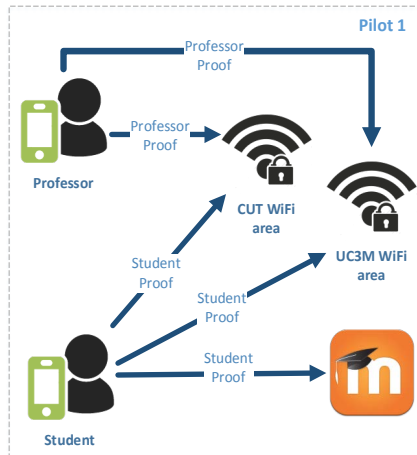 Pilot 1
Professor
Proof
Professor
Proof
Professor
CUT WiFi
area
UC3M WiFi
area
Student
Proof
Student
Proof
Student
Proof
m
Student